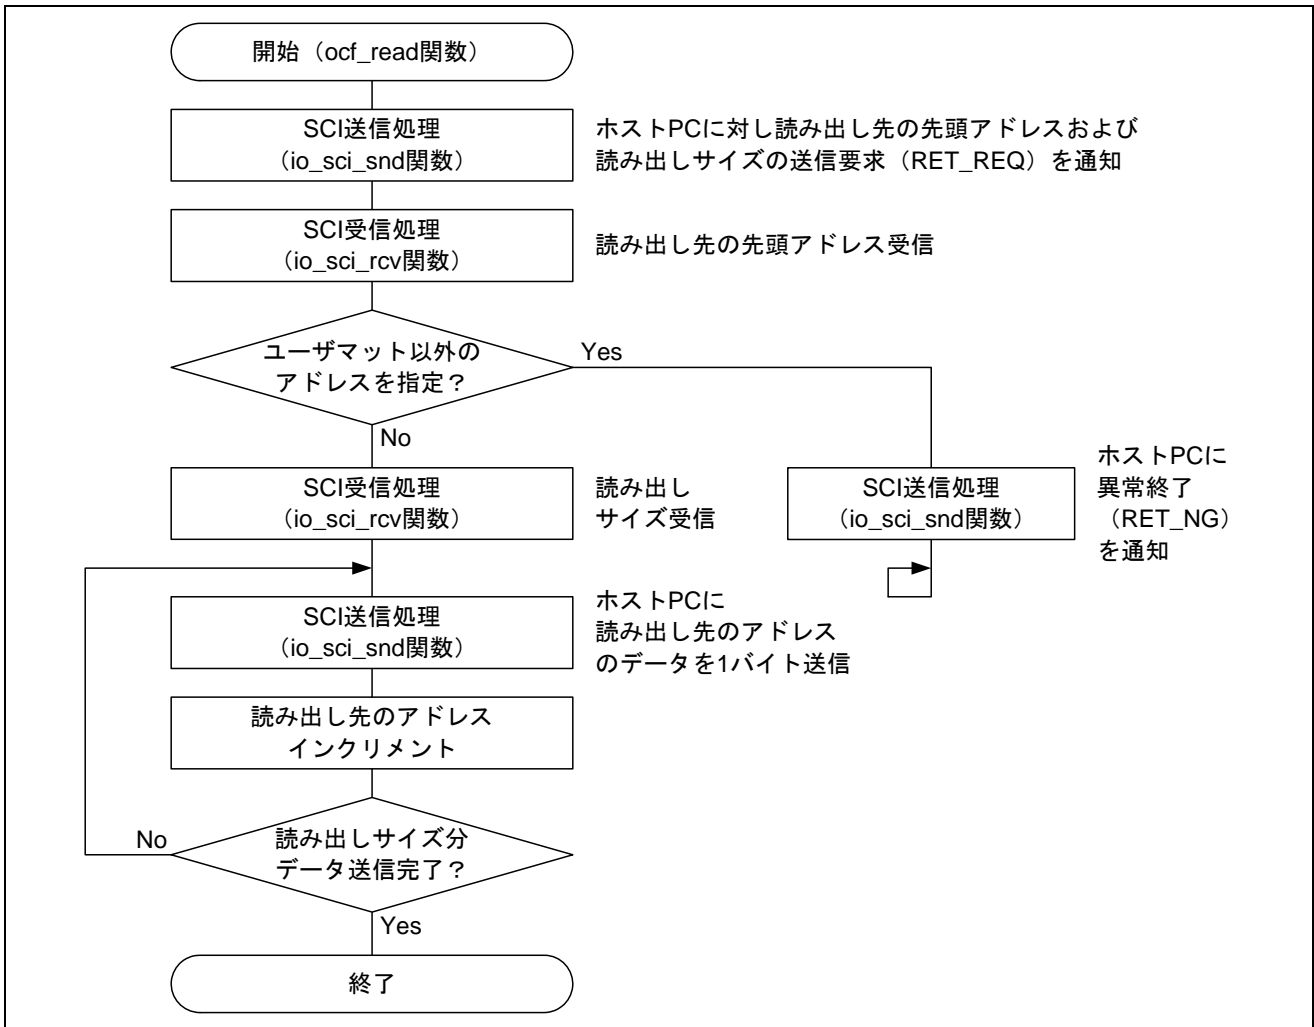 開始（ocf_read関数）
SCI送信処理
（io_sci_snd関数）
ホストPCに対し読み出し先の先頭アドレスおよび
読み出しサイズの送信要求（RET_REQ）を通知
SCI受信処理
（io_sci_rcv関数）
読み出し先の先頭アドレス受信
ユーザマット以外の
アドレスを指定？
Yes
No
SCI受信処理
（io_sci_rcv関数）
読み出し
サイズ受信
SCI送信処理
（io_sci_snd関数）
ホストPCに
異常終了
（RET_NG）
を通知
SCI送信処理
（io_sci_snd関数）
ホストPCに
読み出し先のアドレス
のデータを1バイト送信
読み出し先のアドレス
インクリメント
読み出しサイズ分
データ送信完了？
No
Yes
終了